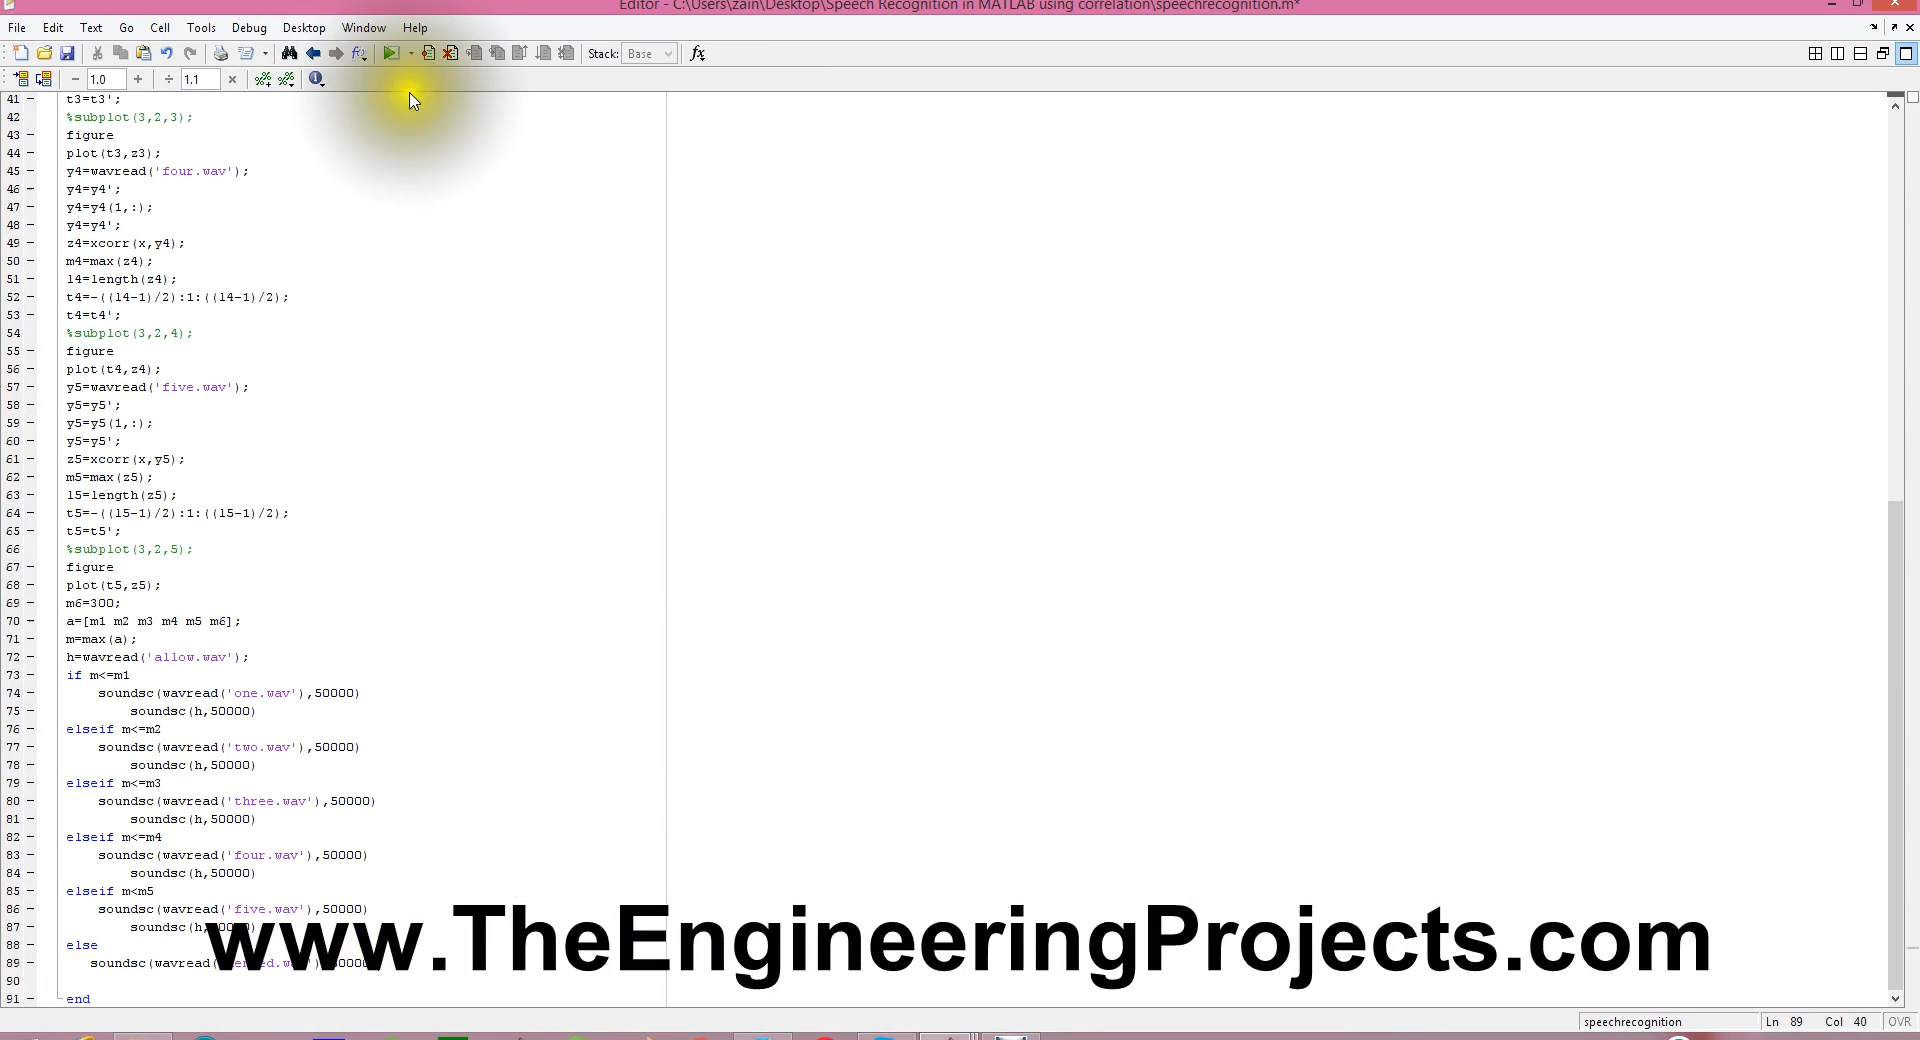 Editor - C:\Users\zain\Desktop\Speech Recognition in MATLAB using correlation\speechrecognition.m*
File Edit Text Go Cell Tools Debug Desktop Window Help
Stack: Base fx
− 1.0 + ÷ 1.1 ×
41 − t3=t3';
42 %subplot(3,2,3);
43 − figure
44 − plot(t3,z3);
45 − y4=wavread('four.wav');
46 − y4=y4';
47 − y4=y4(1,:);
48 − y4=y4';
49 − z4=xcorr(x,y4);
50 − m4=max(z4);
51 − l4=length(z4);
52 − t4=-((l4-1)/2):1:((l4-1)/2);
53 − t4=t4';
54 %subplot(3,2,4);
55 − figure
56 − plot(t4,z4);
57 − y5=wavread('five.wav');
58 − y5=y5';
59 − y5=y5(1,:);
60 − y5=y5';
61 − z5=xcorr(x,y5);
62 − m5=max(z5);
63 − l5=length(z5);
64 − t5=-((l5-1)/2):1:((l5-1)/2);
65 − t5=t5';
66 %subplot(3,2,5);
67 − figure
68 − plot(t5,z5);
69 − m6=300;
70 − a=[m1 m2 m3 m4 m5 m6];
71 − m=max(a);
72 − h=wavread('allow.wav');
73 − if m<=m1
74 − soundsc(wavread('one.wav'),50000)
75 − soundsc(h,50000)
76 − elseif m<=m2
77 − soundsc(wavread('two.wav'),50000)
78 − soundsc(h,50000)
79 − elseif m<=m3
80 − soundsc(wavread('three.wav'),50000)
81 − soundsc(h,50000)
82 − elseif m<=m4
83 − soundsc(wavread('four.wav'),50000)
84 − soundsc(h,50000)
85 − elseif m<m5
86 − soundsc(wavread('five.wav'),50000)
87 − soundsc(h,
88 − else
www.TheEngineeringProjects.com
89 − soundsc(wavread(
90 −
91 − end
speechrecognition Ln 89 Col 40 OVR